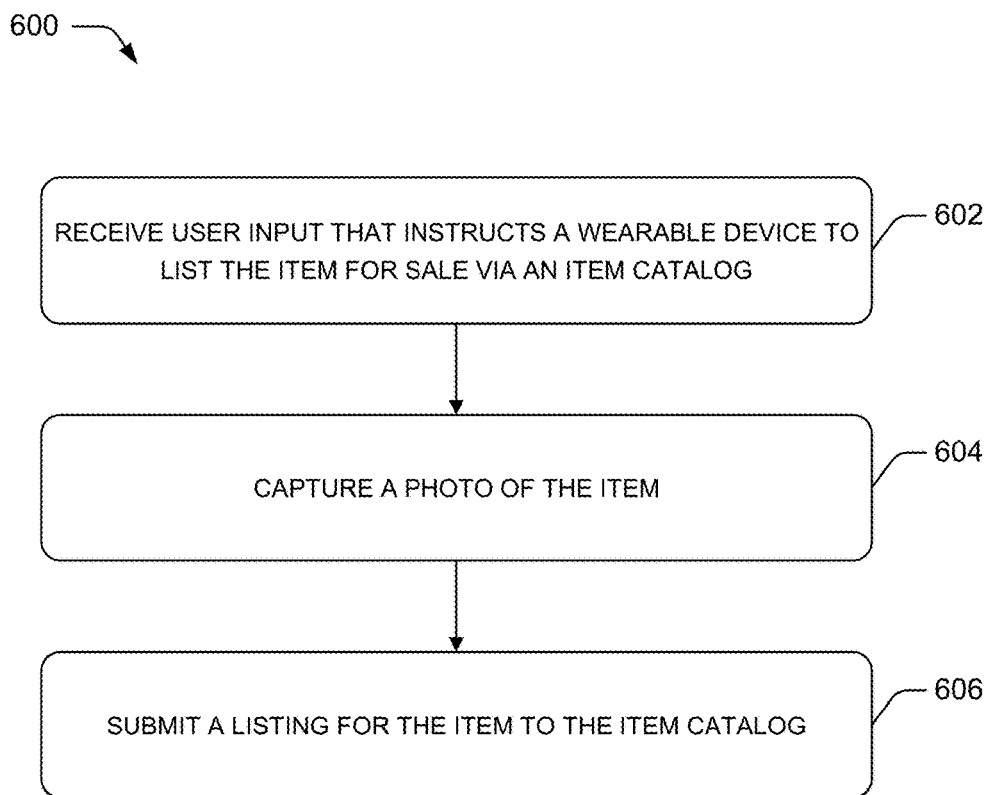 600
RECEIVE USER INPUT THAT INSTRUCTS A WEARABLE DEVICE TO
LIST THE ITEM FOR SALE VIA AN ITEM CATALOG
602
CAPTURE A PHOTO OF THE ITEM
604
SUBMIT A LISTING FOR THE ITEM TO THE ITEM CATALOG
606